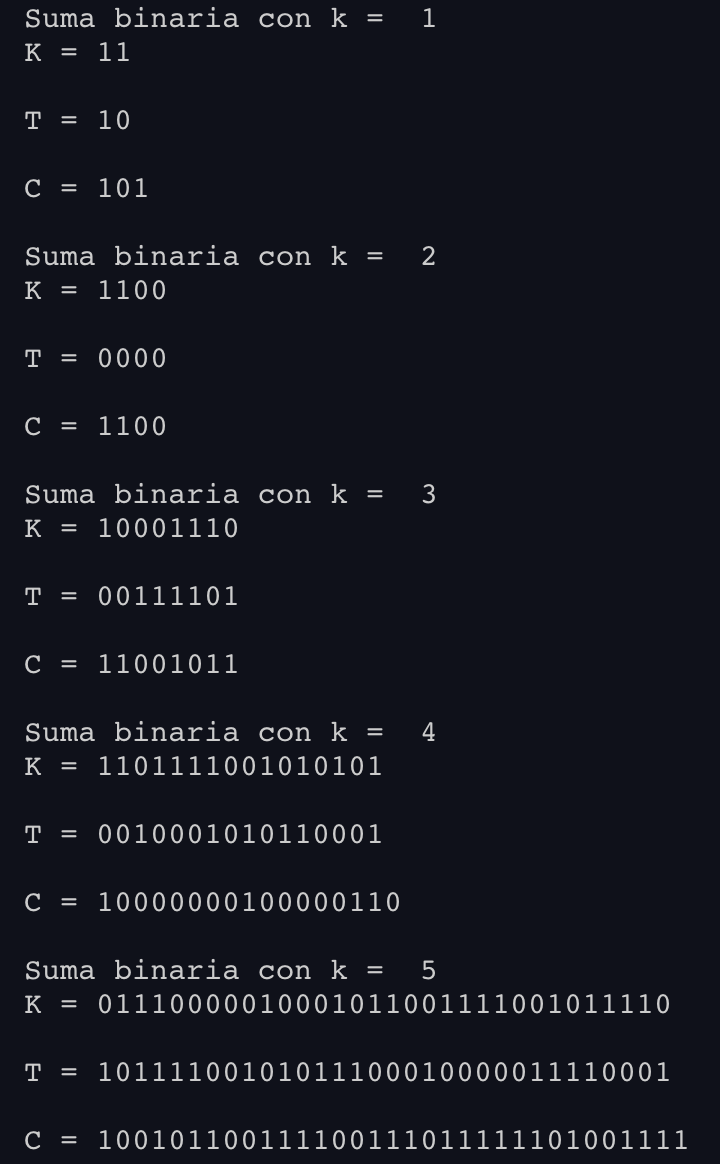 Suma binaria con k =  1
K = 11
T = 10
C = 101
Suma binaria con k =  2
K = 1100
T = 0000
C = 1100
Suma binaria con k =  3
K = 10001110
T = 00111101
C = 11001011
Suma binaria con k =  4
K = 1101111001010101
T = 0010001010110001
C = 10000000100000110
Suma binaria con k =  5
K = 01110000010001011001111001011110
T = 10111100101011100010000011110001
C = 100101100111100111011111101001111